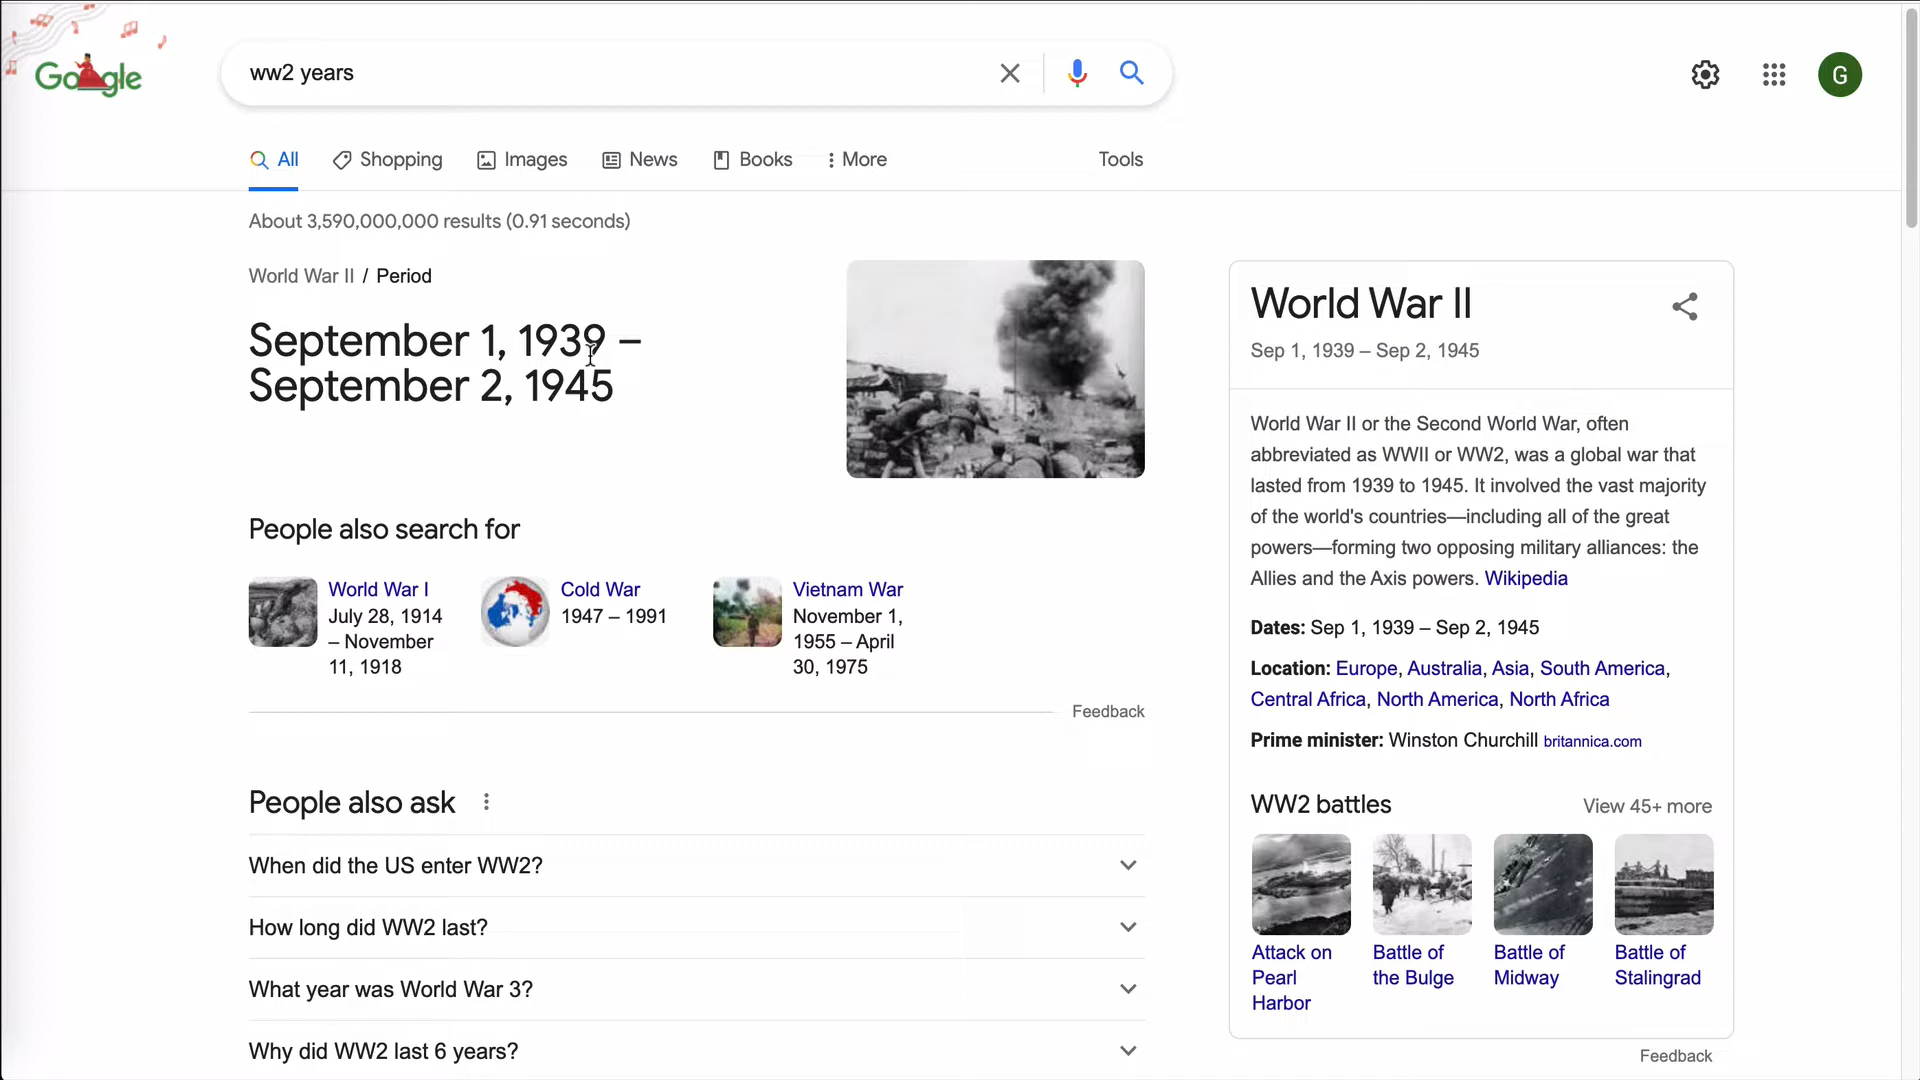 Google
ww2 years
G
All
Shopping
Images
News
Books
More
Tools
About 3,590,000,000 results (0.91 seconds)
World War II / Period
September 1, 1939 –
September 2, 1945
People also search for
World War I
July 28, 1914
– November
11, 1918
Cold War
1947 – 1991
Vietnam War
November 1,
1955 – April
30, 1975
Feedback
People also ask
When did the US enter WW2?
How long did WW2 last?
What year was World War 3?
Why did WW2 last 6 years?
World War II
Sep 1, 1939 – Sep 2, 1945
World War II or the Second World War, often
abbreviated as WWII or WW2, was a global war that
lasted from 1939 to 1945. It involved the vast majority
of the world's countries—including all of the great
powers—forming two opposing military alliances: the
Allies and the Axis powers. Wikipedia
Dates: Sep 1, 1939 – Sep 2, 1945
Location: Europe, Australia, Asia, South America,
Central Africa, North America, North Africa
Prime minister: Winston Churchill britannica.com
WW2 battles
View 45+ more
Attack on
Pearl
Harbor
Battle of
the Bulge
Battle of
Midway
Battle of
Stalingrad
Feedback